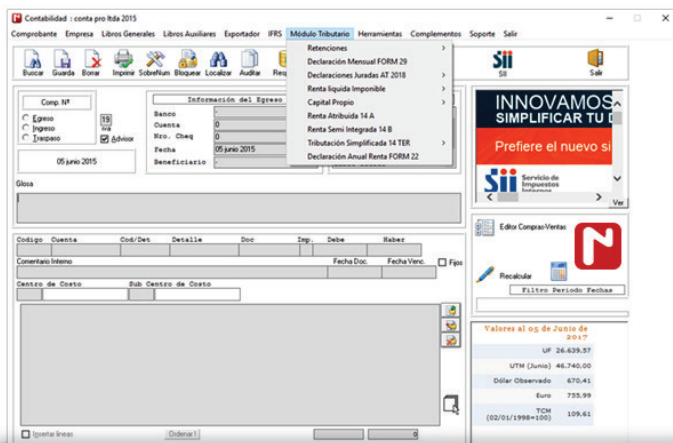 Contabilidad : conta pro ltda 2015
Comprobante Empresa Libros Generales Libros Auxiliares Exportador IFRS Módulo Tributario Herramientas Complementos Soporte Salir
Retenciones
Declaración Mensual FORM 29
Declaraciones Juradas AT 2018
Renta liquida Imponible
Capital Propio
Renta Atribuida 14 A
Renta Semi Integrada 14 B
Tributación Simplificada 14 TER
Declaración Anual Renta FORM 22
Buscar Guarda Borrar Imprimir SobreNum Bloquear Localizar Auditar
Sii
SII
Salir
Comp. Nº
Egreso
Ingreso
Traspaso
19
iva
Advisor
05 junio 2015
Información del Egreso
Banco -
Cuenta 0
Nro. Cheq 0
Fecha 05 junio 2015
Beneficiario -
Glosa
INNOVAMOS
SIMPLIFICAR TU D
Prefiere el nuevo si
Sii Servicio de
Impuestos
Internos
Ver
Codigo Cuenta Cod/Det Detalle Doc Imp. Debe Haber
Comentario Interno Fecha Doc. Fecha Venc. Fijos
Centro de Costo Sub Centro de Costo
Editor Compras-Ventas
Recalcular
Filtro Periodo Fechas
Valores al 05 de Junio de
2017
UF 26.639,57
UTM (Junio) 46.740,00
Dólar Observado 670,41
Euro 755,99
TCM
(02/01/1998=100) 109,61
Insertar líneas Ordenar1 0